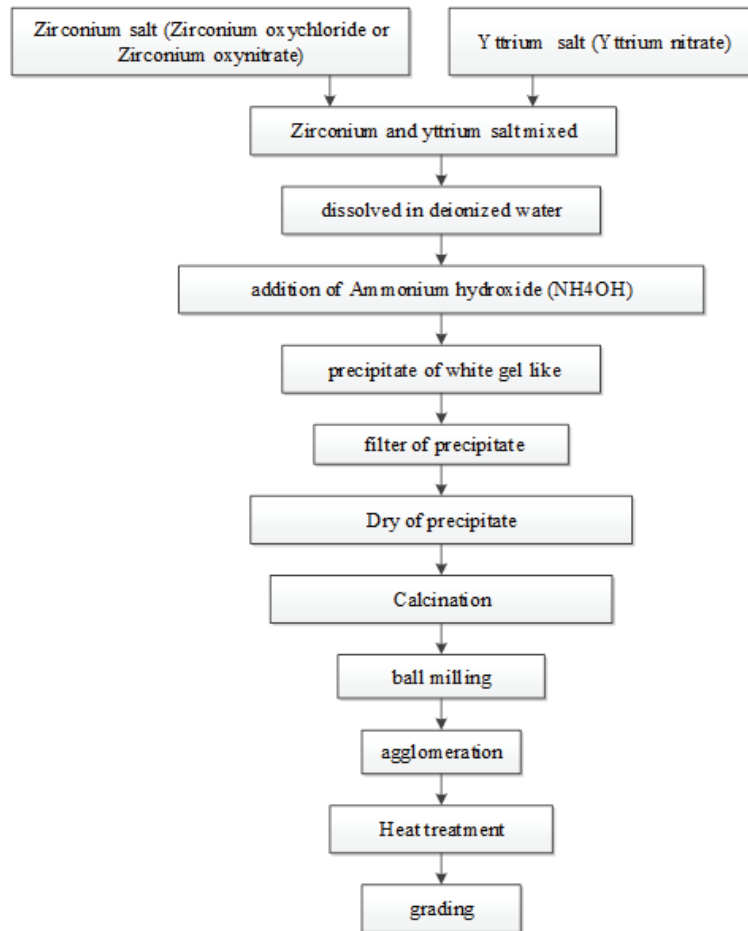 Zirconium salt (Zirconium oxychloride or
Zirconium oxynitrate)
Yttrium salt (Yttrium nitrate)
Zirconium and yttrium salt mixed
dissolved in deionized water
addition of Ammonium hydroxide (NH4OH)
precipitate of white gel like
filter of precipitate
Dry of precipitate
Calcination
ball milling
agglomeration
Heat treatment
grading